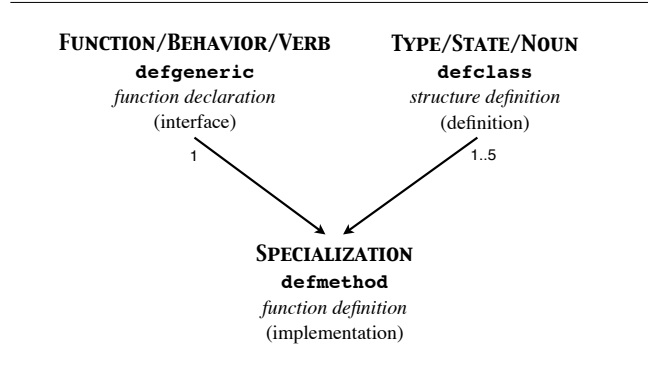 FUNCTION/BEHAVIOR/VERB
defgeneric
function declaration
(interface)
1
TYPE/STATE/NOUN
defclass
structure definition
(definition)
1..5
SPECIALIZATION
defmethod
function definition
(implementation)